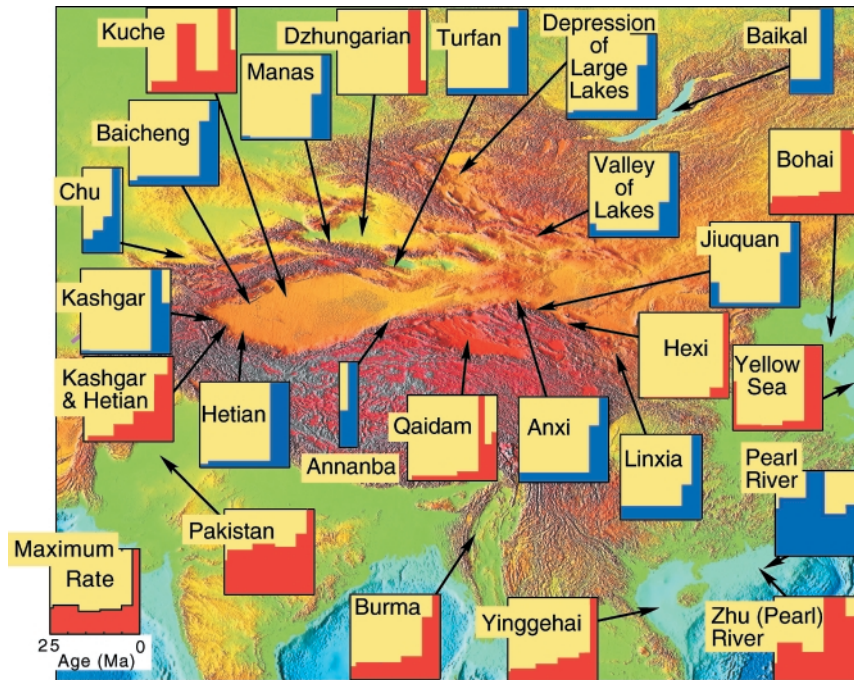 Kuche
Dzhungarian
Turfan
Depression
of
Large
Lakes
Baikal
Manas
Baicheng
Bohai
Chu
Valley
of
Lakes
Jiuquan
Kashgar
Hexi
Yellow
Sea
Kashgar
& Hetian
Hetian
Annanba
Qaidam
Anxi
Linxia
Pearl
River
Pakistan
Maximum
Rate
25 0
Age (Ma)
Burma
Yinggehai
Zhu (Pearl)
River